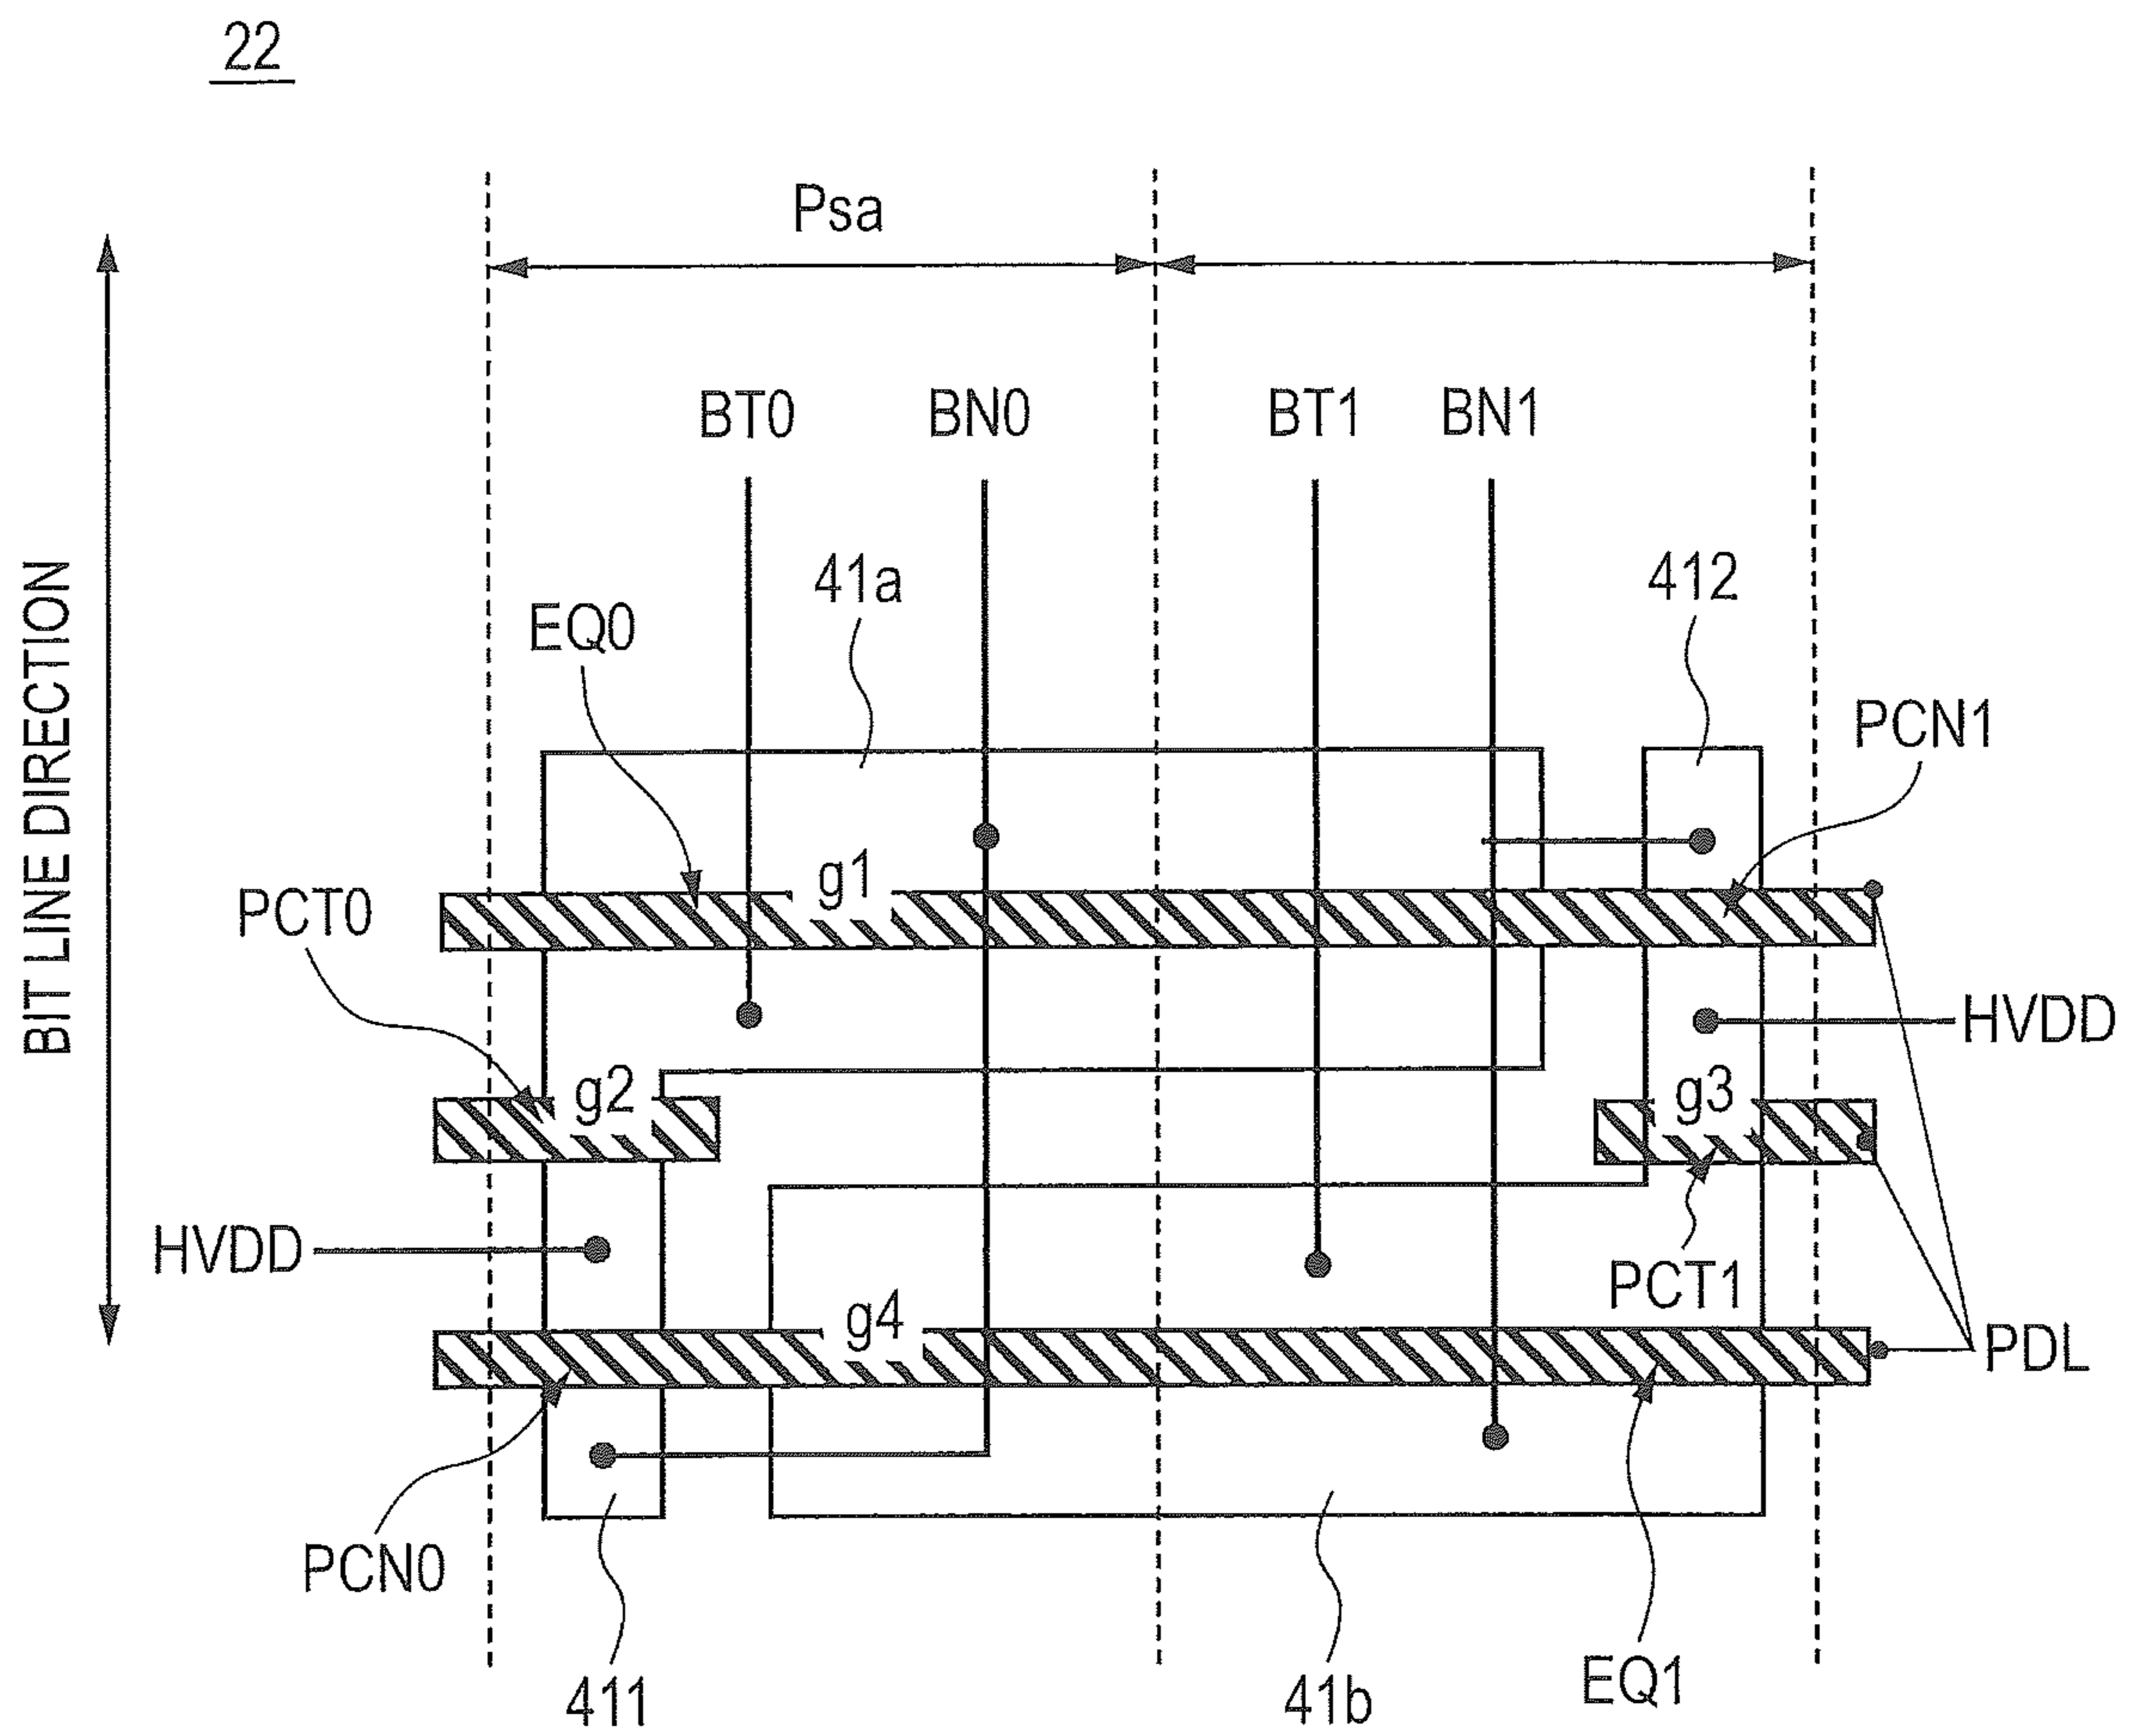 22
Psa
BT0
BN0
BT1
BN1
41a
412
EQ0
PCN1
g1
PCT0
HVDD
g2
g3
HVDD
PCT1
g4
PDL
PCN0
411
41b
EQ1
BIT LINE DIRECTION